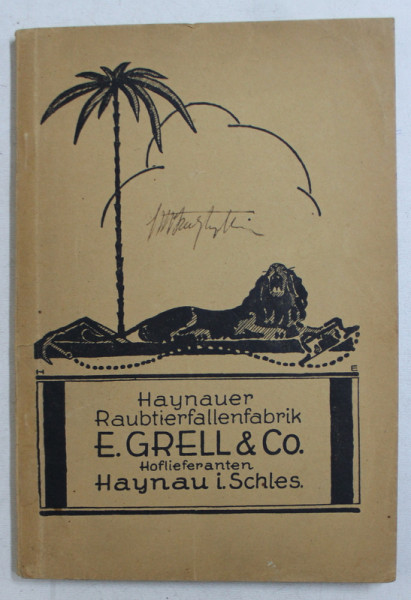 H E
Haynauer
Raubtierfallenfabrik
E. GRELL & Co.
Hoflieferanten
Haynau i. Schles.